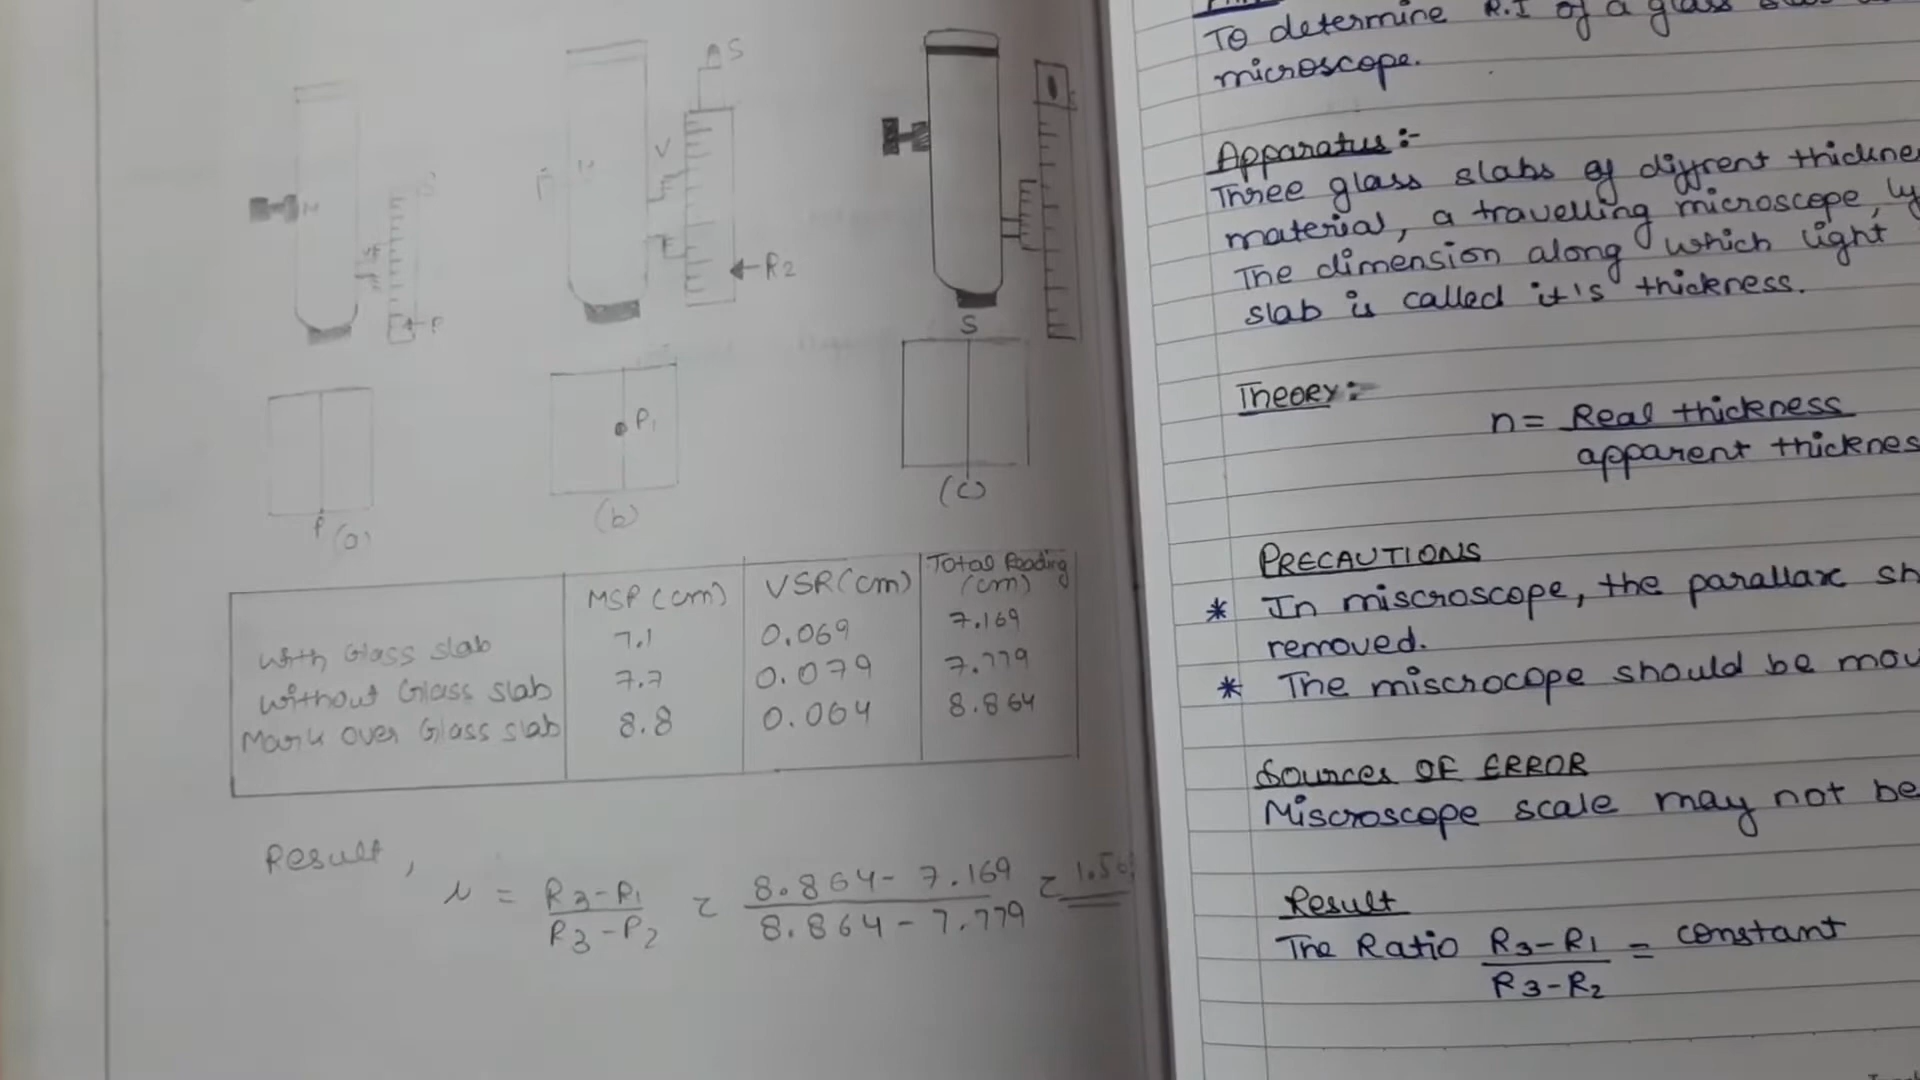 S
M
M
V
R2
S
P1
P (a)
(b)
(c)
MSR (cm) VSR (cm) Total Reading (cm)
With Glass slab 7.1 0.069 7.169
Without Glass slab 7.7 0.079 7.779
Mark over Glass slab 8.8 0.064 8.864
Result,
μ = R3-R1 / R3-R2 = 8.864 - 7.169 / 8.864 - 7.779 =
To determine R.I of a glass
microscope.
Apparatus :-
Three glass slabs of diffrent
material, a travelling microscope,
The dimension along which light
slab is called it's thickness.
Theory :-
n = Real thickness
apparent
PRECAUTIONS
* In miscroscope, the parallax
removed.
* The miscrocope should be
Sources OF ERROR
Miscroscope scale may not be
Result
The Ratio R3-R1 / R3-R2 = constant